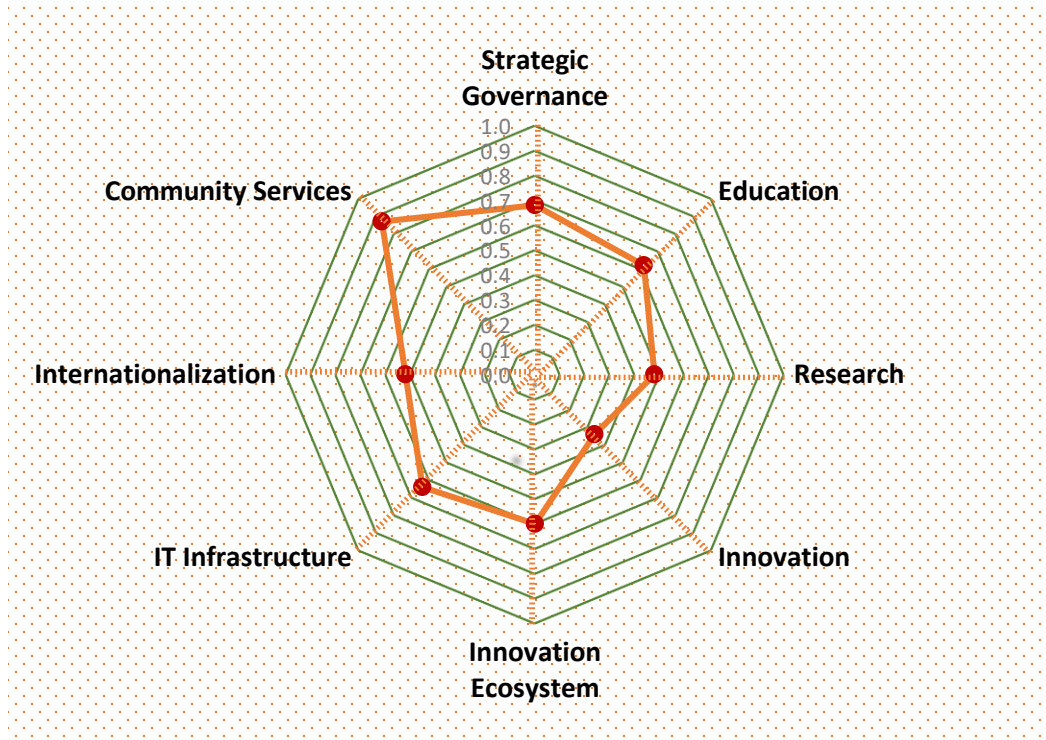 Strategic
Governance
1.0
0.9
0.8
0.7
0.6
0.5
0.4
0.3
0.2
0.1
0.0
Community Services
Education
Internationalization
Research
IT Infrastructure
Innovation
Innovation
Ecosystem